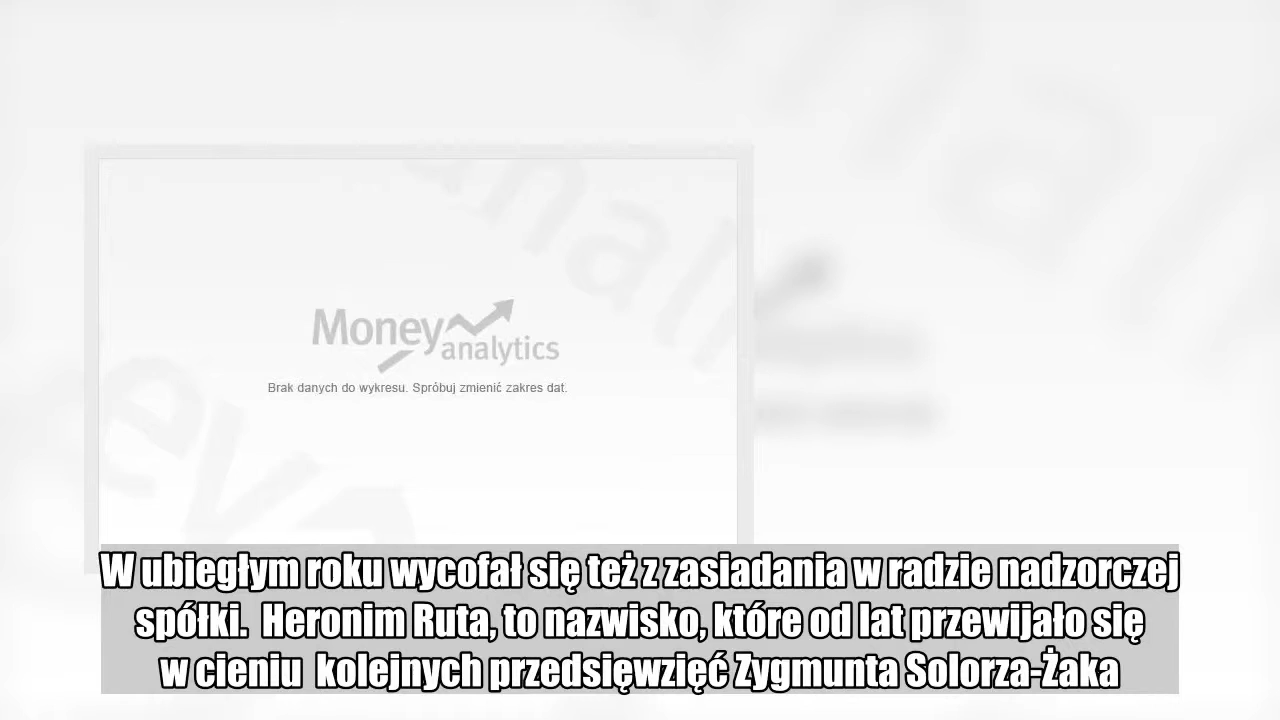 Money
analytics
Brak danych do wykresu. Spróbuj zmienić zakres dat.
W ubiegłym roku wycofał się też z zasiadania w radzie nadzorczej
spółki. Heronim Ruta, to nazwisko, które od lat przewijało się
w cieniu kolejnych przedsięwzięć Zygmunta Solorza-Żaka